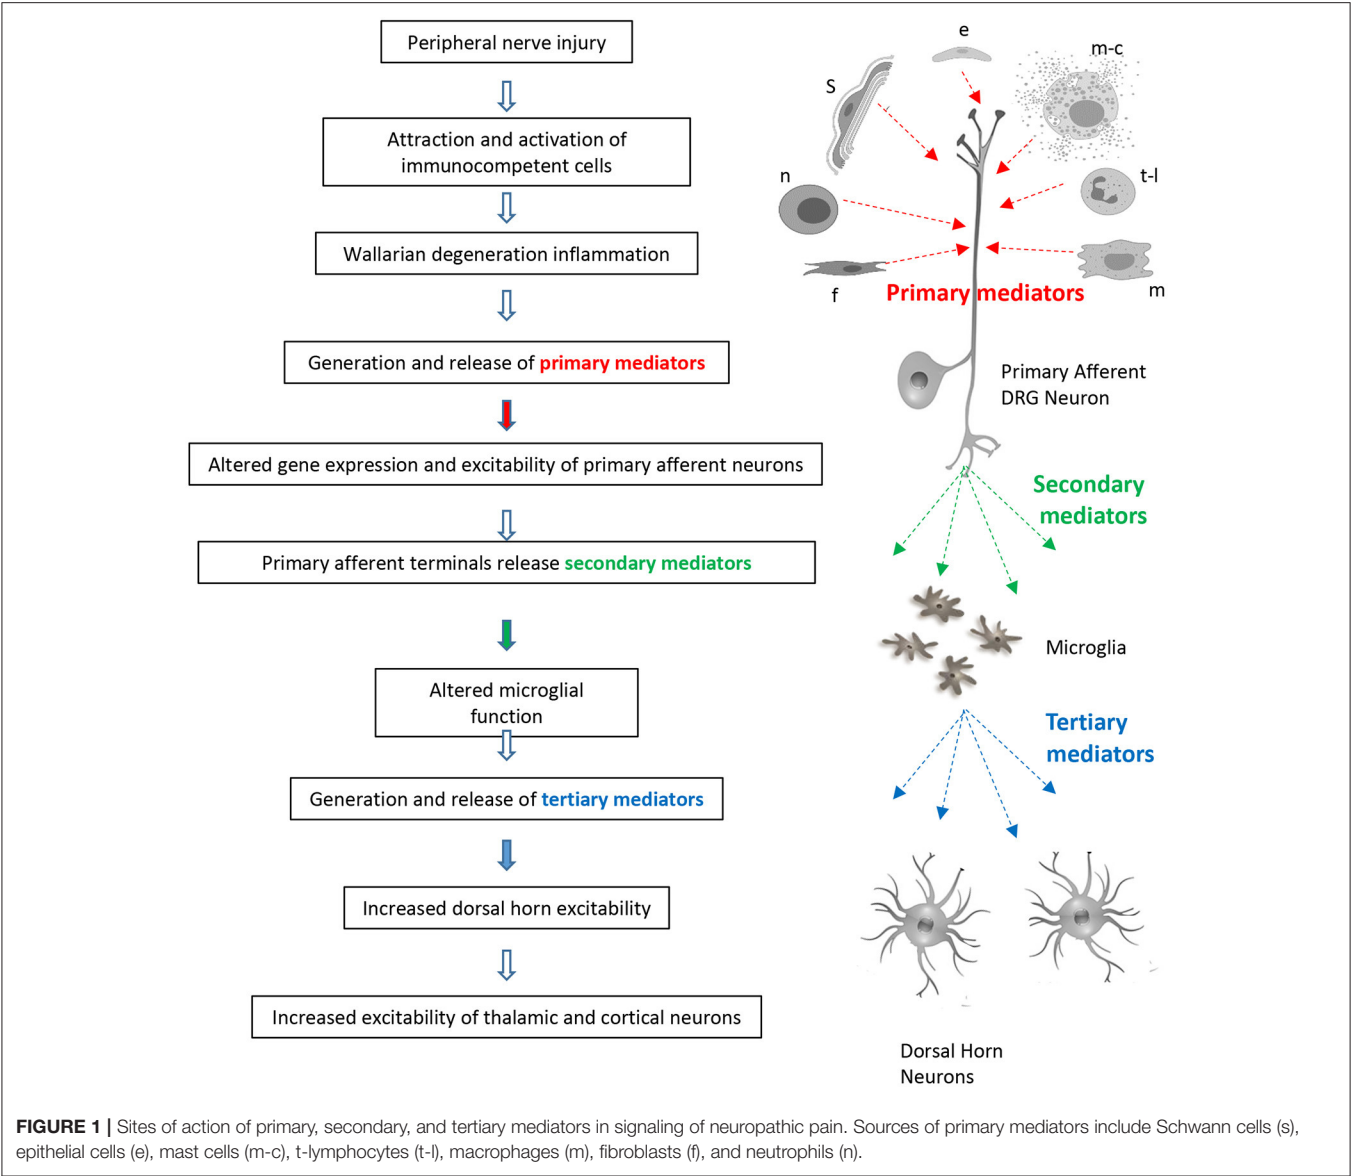 Peripheral nerve injury
Attraction and activation of
immunocompetent cells
Wallarian degeneration inflammation
Generation and release of primary mediators
Altered gene expression and excitability of primary afferent neurons
Primary afferent terminals release secondary mediators
Altered microglial
function
Generation and release of tertiary mediators
Increased dorsal horn excitability
Increased excitability of thalamic and cortical neurons
e
m-c
S
n
t-l
f
m
Primary mediators
Primary Afferent
DRG Neuron
Secondary
mediators
Microglia
Tertiary
mediators
Dorsal Horn
Neurons
FIGURE 1 | Sites of action of primary, secondary, and tertiary mediators in signaling of neuropathic pain. Sources of primary mediators include Schwann cells (s),
epithelial cells (e), mast cells (m-c), t-lymphocytes (t-l), macrophages (m), fibroblasts (f), and neutrophils (n).